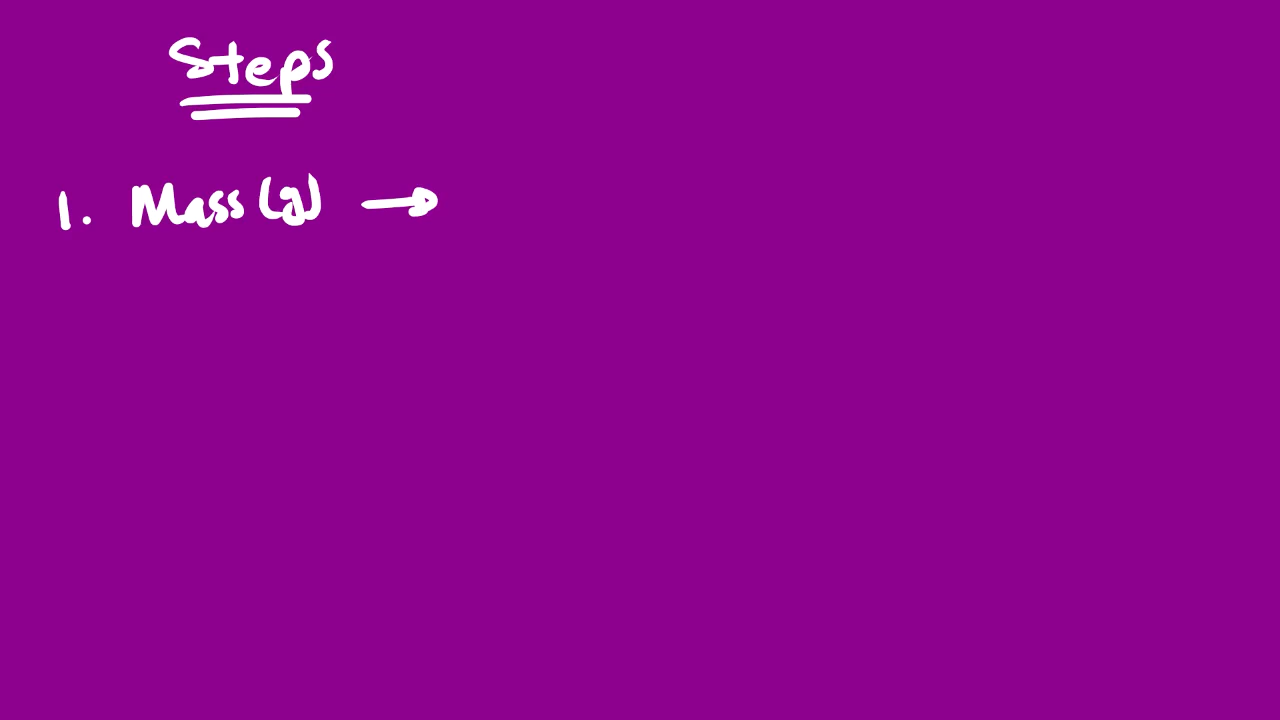 Steps
1. Mass (g) →